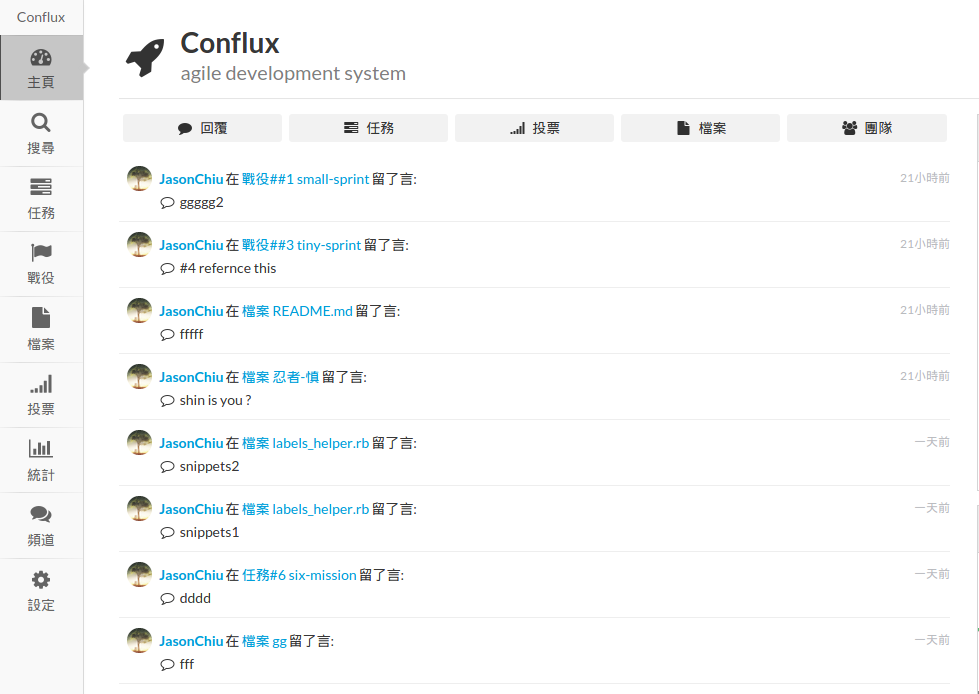 Conflux
主頁
搜尋
任務
戰役
檔案
投票
統計
頻道
設定
Conflux
agile development system
回覆 任務 投票 檔案 團隊
JasonChiu 在 戰役##1 small-sprint 留了言: 21小時前
ggggg2
JasonChiu 在 戰役##3 tiny-sprint 留了言: 21小時前
#4 refernce this
JasonChiu 在 檔案 README.md 留了言: 21小時前
fffff
JasonChiu 在 檔案 忍者-慎 留了言: 21小時前
shin is you ?
JasonChiu 在 檔案 labels_helper.rb 留了言: 一天前
snippets2
JasonChiu 在 檔案 labels_helper.rb 留了言: 一天前
snippets1
JasonChiu 在 任務#6 six-mission 留了言: 一天前
dddd
JasonChiu 在 檔案 gg 留了言: 一天前
fff